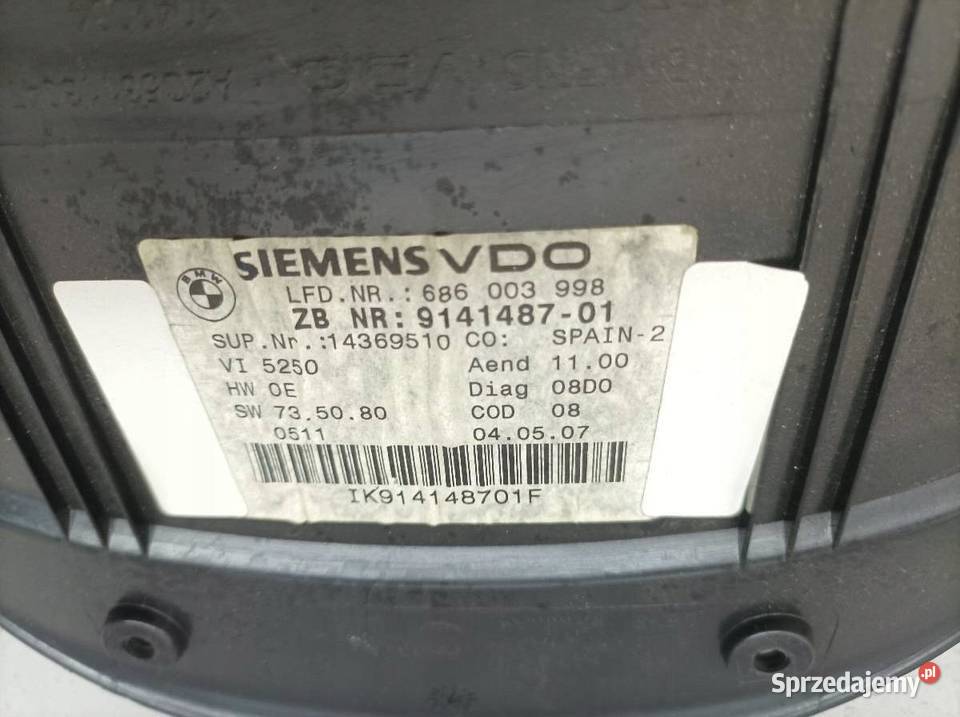 SIEMENS VDO
BMW
LFD.NR.: 686 003 998
ZB NR: 9141487-01
SUP.Nr.:14369510 CO: SPAIN-2
VI 5250 Aend 11.00
HW 0E Diag 08D0
SW 73.50.80 COD 08
0511 04.05.07
IK914148701F
Sprzedajemy.pl